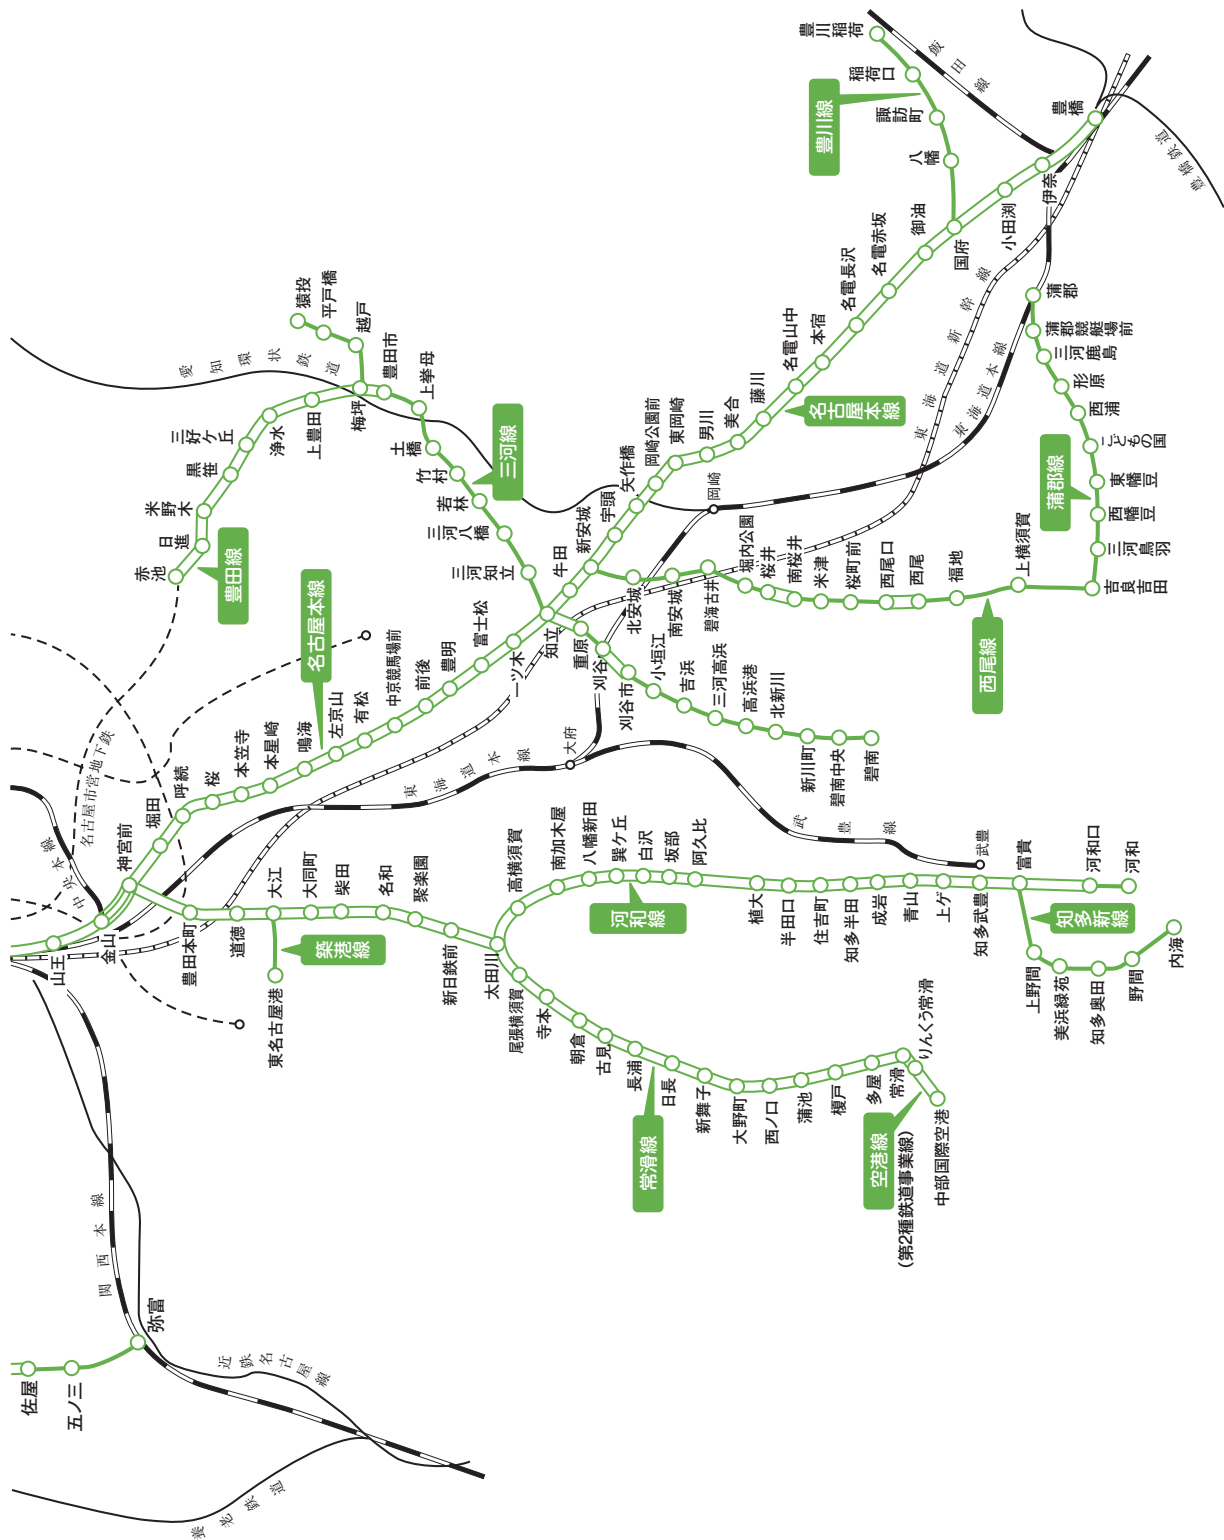 豊川稲荷
稲荷口
諏訪町
八幡
豊川線
飯田線
豊橋
豊橋鉄道
伊奈
小田渕
国府
御油
名電赤坂
名電長沢
本宿
名電山中
藤川
美合
男川
東岡崎
岡崎公園前
矢作橋
宇頭
新安城
牛田
知立
一ツ木
富士松
豊明
前後
中京競馬場前
有松
左京山
鳴海
本星崎
本笠寺
桜
呼続
堀田
神宮前
金山
山王
名古屋本線
名古屋本線
東海道新幹線
東海道本線
岡崎
猿投
平戸橋
越戸
豊田市
上挙母
土橋
竹村
若林
三河八橋
三河知立
三河線
愛知環状鉄道
梅坪
上豊田
浄水
三好ケ丘
黒笹
米野木
日進
赤池
豊田線
名古屋市営地下鉄
中央本線
蒲郡
蒲郡競艇場前
三河鹿島
形原
西浦
こどもの国
東幡豆
西幡豆
三河鳥羽
吉良吉田
蒲郡線
上横須賀
福地
西尾
西尾口
桜町前
米津
南桜井
桜井
堀内公園
碧海古井
南安城
北安城
西尾線
重原
刈谷
刈谷市
小垣江
吉浜
三河高浜
高浜港
北新川
新川町
碧南中央
碧南
大府
東海道本線
武豊線
武豊
豊田本町
道徳
大江
大同町
柴田
名和
聚楽園
新日鉄前
太田川
築港線
東名古屋港
高横須賀
南加木屋
八幡新田
巽ケ丘
白沢
坂部
阿久比
植大
半田口
住吉町
知多半田
成岩
青山
上ゲ
知多武豊
富貴
河和口
河和
河和線
知多新線
上野間
美浜緑苑
知多奥田
野間
内海
尾張横須賀
寺本
朝倉
古見
長浦
日長
新舞子
大野町
西ノ口
蒲池
榎戸
多屋
常滑
りんくう常滑
中部国際空港
常滑線
空港線
(第2種鉄道事業線)
関西本線
弥富
五ノ三
佐屋
近鉄名古屋線
養老鉄道